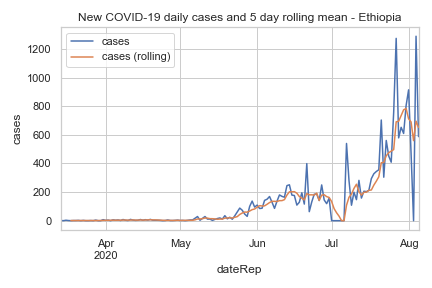 New COVID-19 daily cases and 5 day rolling mean - Ethiopia
cases
cases (rolling)
1200
1000
800
600
400
200
0
cases
Apr
2020
May
Jun
Jul
Aug
dateRep